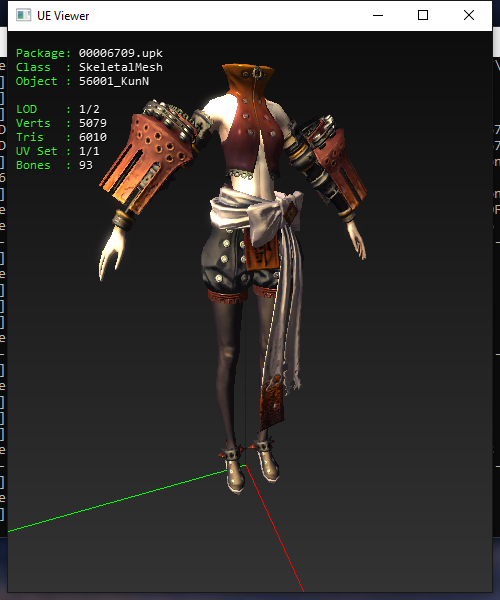 UE Viewer
Package: 00006709.upk
Class : SkeletalMesh
Object : 56001_KunN
LOD : 1/2
Verts : 5079
Tris : 6010
UV Set : 1/1
Bones : 93